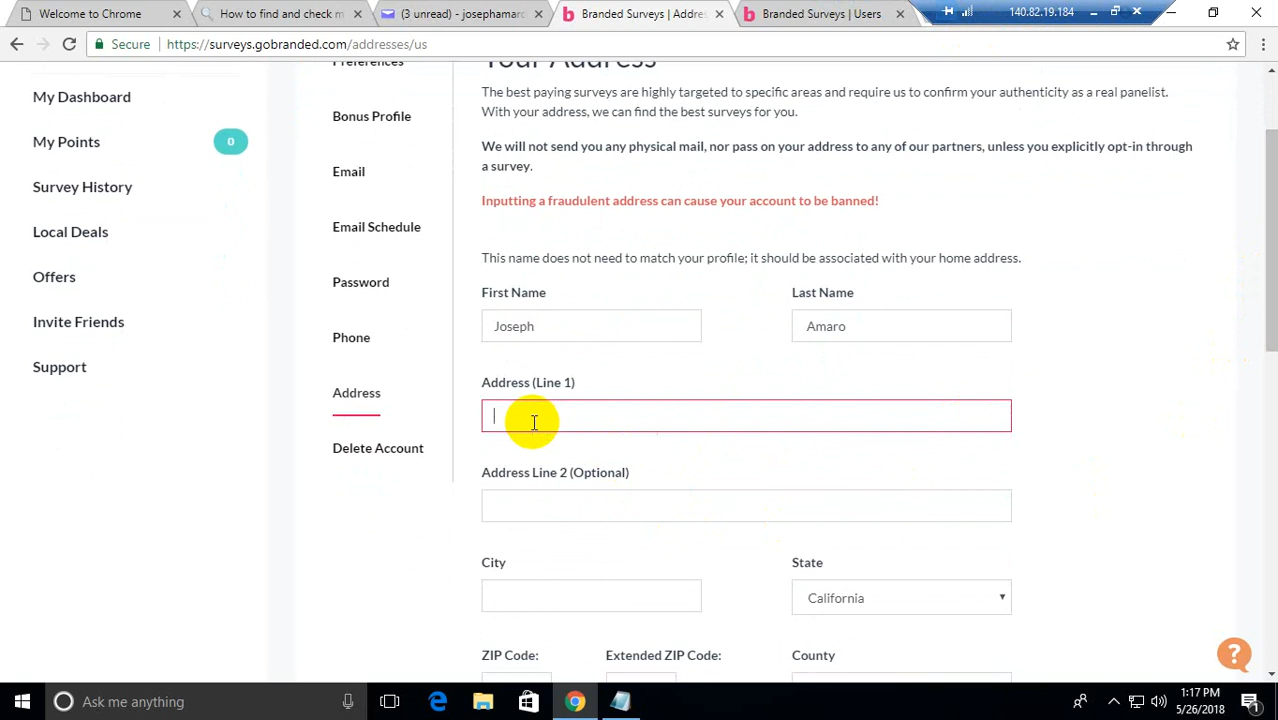 Welcome to Chrome
How to find and check m
(3 unread) - josephamarc
Branded Surveys | Addres
Branded Surveys | Users
140.82.19.184
Secure
https://surveys.gobranded.com/addresses/us
My Dashboard
My Points
0
Survey History
Local Deals
Offers
Invite Friends
Support
Preferences
Bonus Profile
Email
Email Schedule
Password
Phone
Address
Delete Account
Your Address
The best paying surveys are highly targeted to specific areas and require us to confirm your authenticity as a real panelist.
With your address, we can find the best surveys for you.
We will not send you any physical mail, nor pass on your address to any of our partners, unless you explicitly opt-in through
a survey.
Inputting a fraudulent address can cause your account to be banned!
This name does not need to match your profile; it should be associated with your home address.
First Name
Last Name
Joseph
Amaro
Address (Line 1)
Address Line 2 (Optional)
City
State
California
ZIP Code:
Extended ZIP Code:
County
?
Ask me anything
1:17 PM
5/26/2018
1